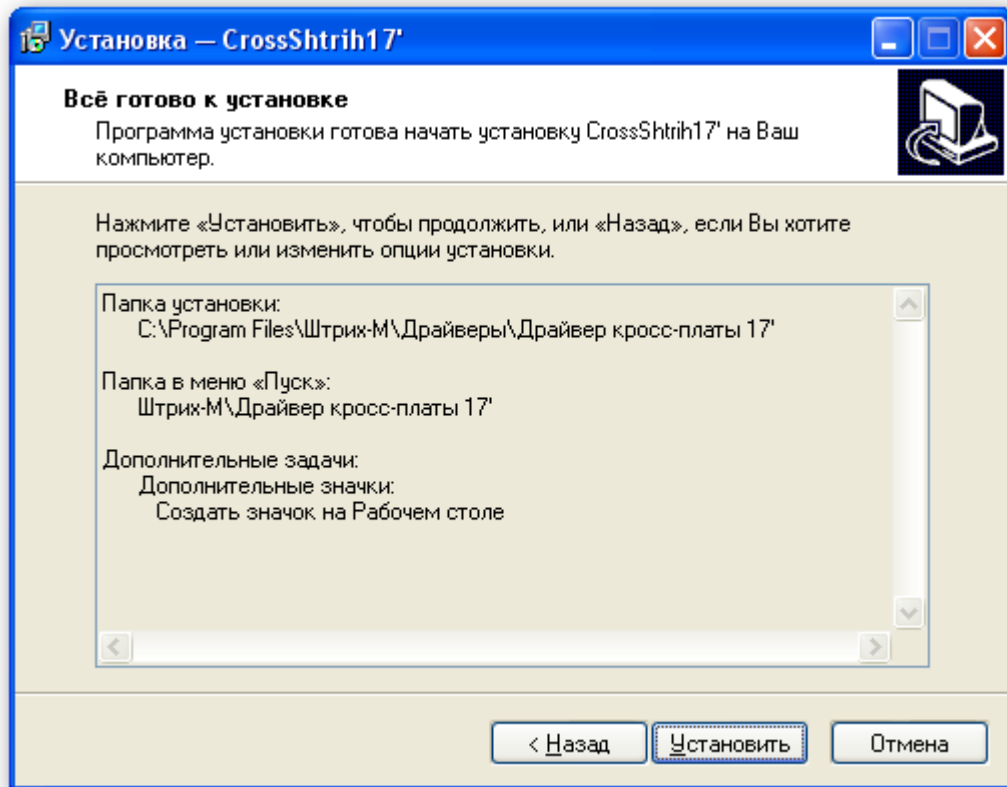 Установка — CrossShtrih17'
Всё готово к установке
Программа установки готова начать установку CrossShtrih17' на Ваш
компьютер.
Нажмите «Установить», чтобы продолжить, или «Назад», если Вы хотите
просмотреть или изменить опции установки.
Папка установки:
C:\Program Files\Штрих-М\Драйверы\Драйвер кросс-платы 17'
Папка в меню «Пуск»:
Штрих-М\Драйвер кросс-платы 17'
Дополнительные задачи:
Дополнительные значки:
Создать значок на Рабочем столе
< Назад
Установить
Отмена